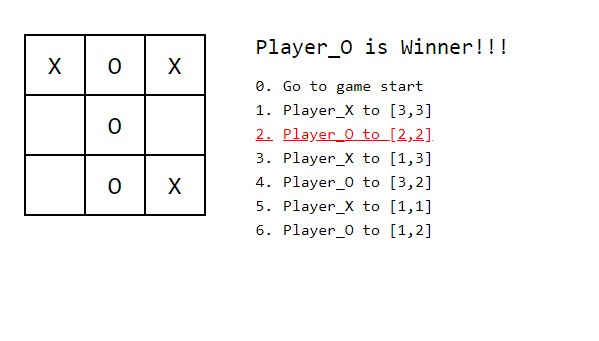 X O X
O
O X
Player_O is Winner!!!
0. Go to game start
1. Player_X to [3,3]
2. Player_O to [2,2]
3. Player_X to [1,3]
4. Player_O to [3,2]
5. Player_X to [1,1]
6. Player_O to [1,2]